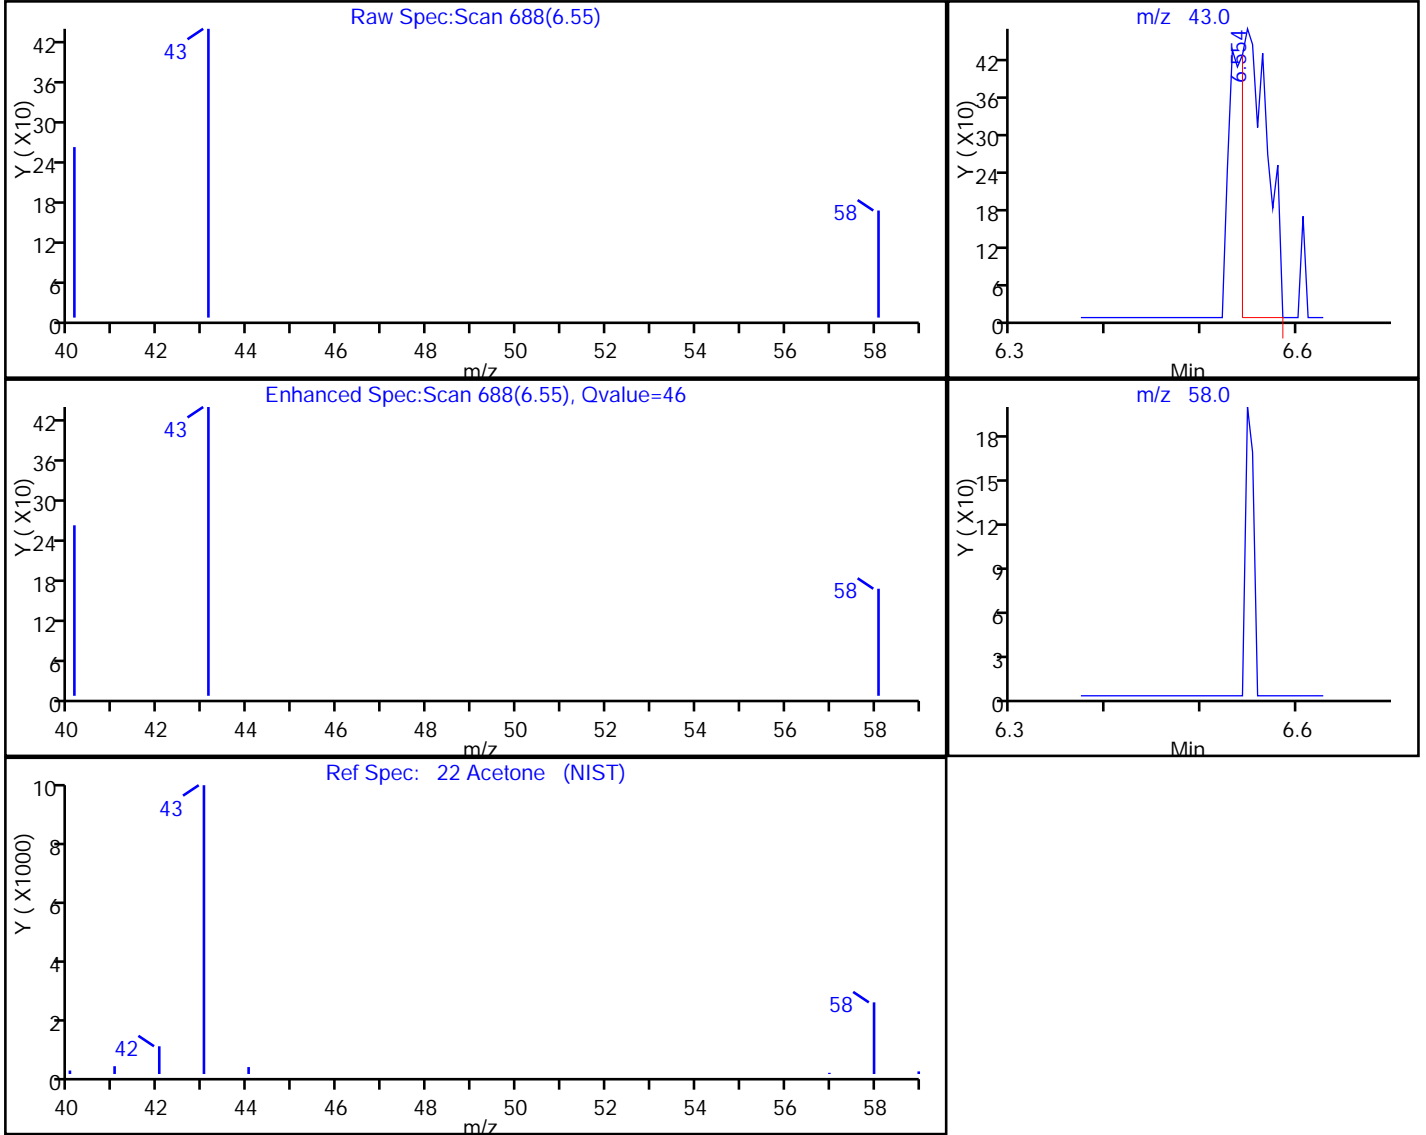 Raw Spec:Scan 688(6.55)
Y ( X10)
42
36
30
24
18
12
6
0
43
58
40 42 44 46 48 50 52 54 56 58
m/z
m/z 43.0
Y ( X10)
42
36
30
24
18
12
6
0
6.554
6.3 6.6
Min
Enhanced Spec:Scan 688(6.55), Qvalue=46
Y ( X10)
42
36
30
24
18
12
6
0
43
58
40 42 44 46 48 50 52 54 56 58
m/z
m/z 58.0
Y ( X10)
18
15
12
9
6
3
0
6.3 6.6
Min
Ref Spec: 22 Acetone (NIST)
Y ( X1000)
10
8
6
4
2
0
43
42
58
40 42 44 46 48 50 52 54 56 58
m/z